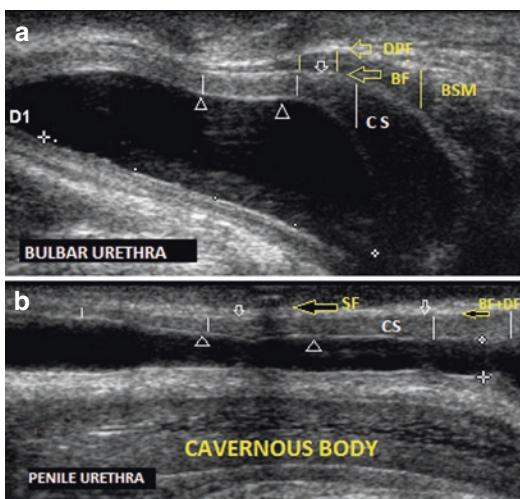 a
DPF
BF
BSM
CS
D1
BULBAR URETHRA
b
SF
BF+DF
CS
CAVERNOUS BODY
PENILE URETHRA